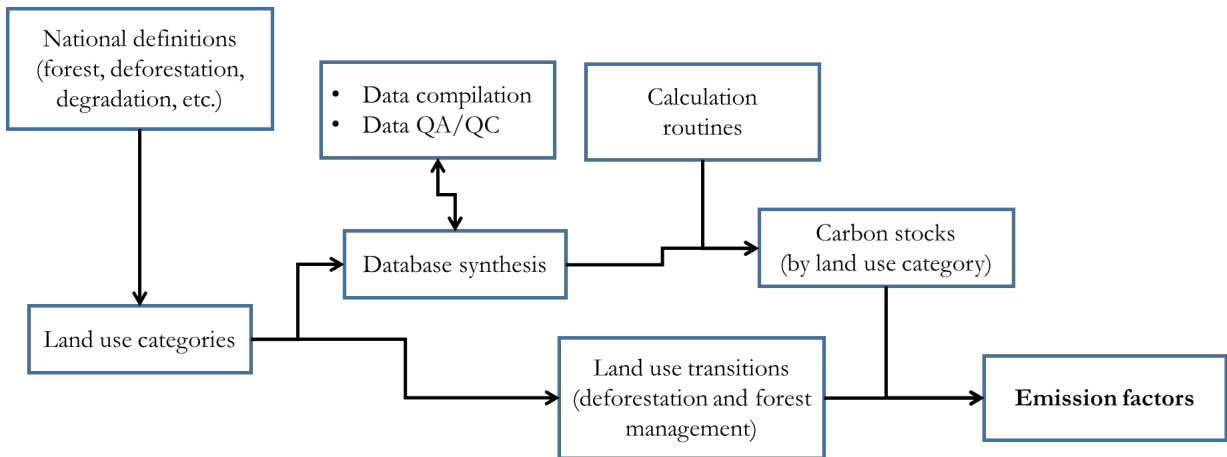 National definitions
(forest, deforestation,
degradation, etc.)
• Data compilation
• Data QA/QC
Calculation
routines
Database synthesis
Carbon stocks
(by land use category)
Land use categories
Land use transitions
(deforestation and forest
management)
Emission factors